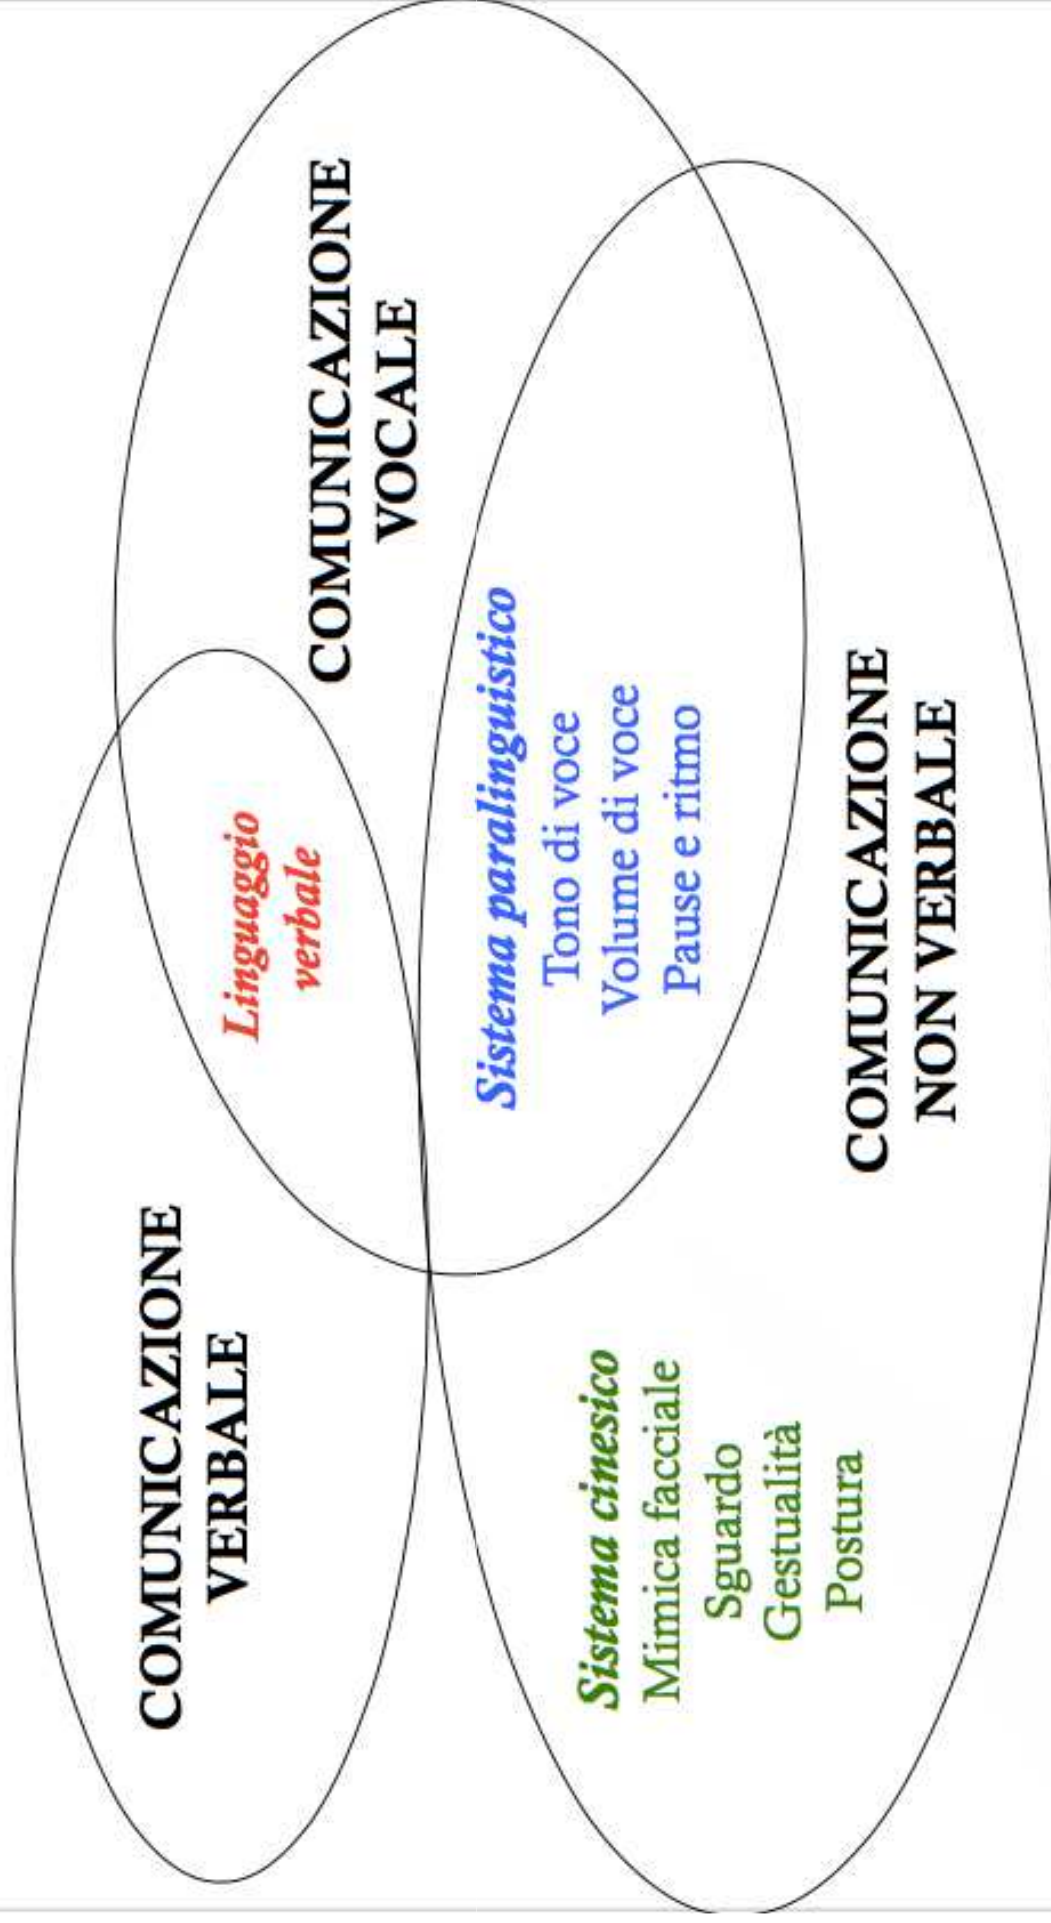 COMUNICAZIONE
VERBALE
Linguaggio
verbale
COMUNICAZIONE
VOCALE
Sistema paralinguistico
Tono di voce
Volume di voce
Pause e ritmo
Sistema cinesico
Mimica facciale
Sguardo
Gestualità
Postura
COMUNICAZIONE
NON VERBALE